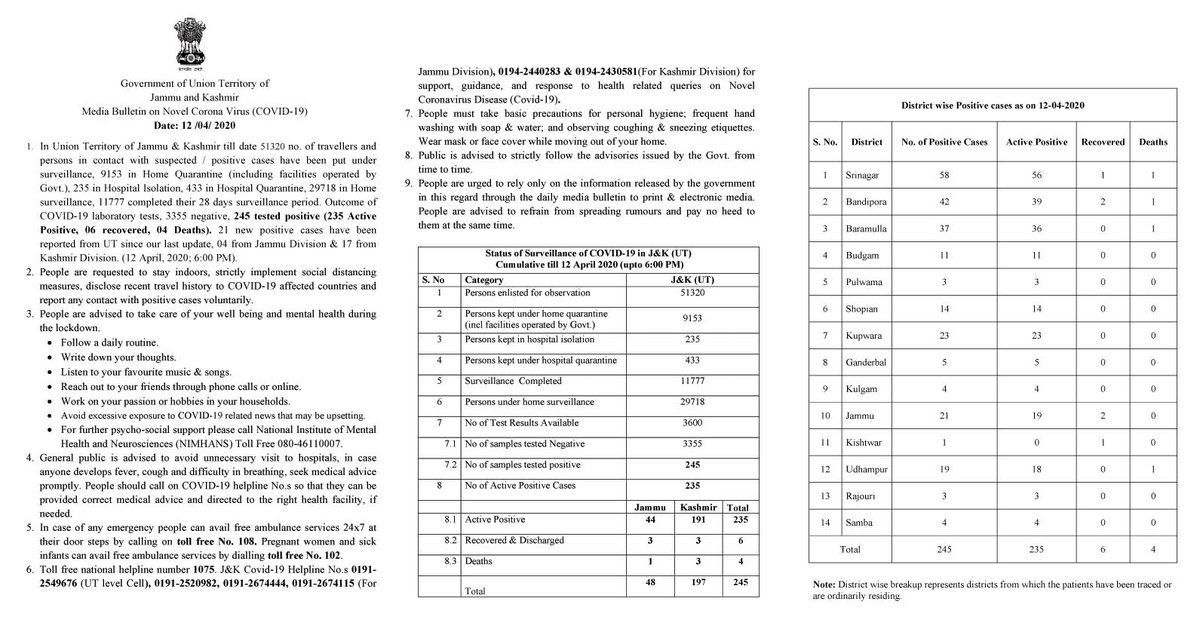 Government of Union Territory of
Jammu and Kashmir
Media Bulletin on Novel Corona Virus (COVID-19)
Date: 12 /04/ 2020
1. In Union Territory of Jammu & Kashmir till date 51320 no. of travellers and
persons in contact with suspected / positive cases have been put under
surveillance, 9153 in Home Quarantine (including facilities operated by
Govt.), 235 in Hospital Isolation, 433 in Hospital Quarantine, 29718 in Home
surveillance, 11777 completed their 28 days surveillance period. Outcome of
COVID-19 laboratory tests, 3355 negative, 245 tested positive (235 Active
Positive, 06 recovered, 04 Deaths). 21 new positive cases have been
reported from UT since our last update, 04 from Jammu Division & 17 from
Kashmir Division. (12 April, 2020; 6:00 PM).
2. People are requested to stay indoors, strictly implement social distancing
measures, disclose recent travel history to COVID-19 affected countries and
report any contact with positive cases voluntarily.
3. People are advised to take care of your well being and mental health during
the lockdown.
• Follow a daily routine.
• Write down your thoughts.
• Listen to your favourite music & songs.
• Reach out to your friends through phone calls or online.
• Work on your passion or hobbies in your households.
• Avoid excessive exposure to COVID-19 related news that may be upsetting.
• For further psycho-social support please call National Institute of Mental
Health and Neurosciences (NIMHANS) Toll Free 080-46110007.
4. General public is advised to avoid unnecessary visit to hospitals, in case
anyone develops fever, cough and difficulty in breathing, seek medical advice
promptly. People should call on COVID-19 helpline No.s so that they can be
provided correct medical advice and directed to the right health facility, if
needed.
5. In case of any emergency people can avail free ambulance services 24x7 at
their door steps by calling on toll free No. 108. Pregnant women and sick
infants can avail free ambulance services by dialling toll free No. 102.
6. Toll free national helpline number 1075. J&K Covid-19 Helpline No.s 0191-
2549676 (UT level Cell), 0191-2520982, 0191-2674444, 0191-2674115 (For
Jammu Division), 0194-2440283 & 0194-2430581(For Kashmir Division) for
support, guidance, and response to health related queries on Novel
Coronavirus Disease (Covid-19).
7. People must take basic precautions for personal hygiene; frequent hand
washing with soap & water; and observing coughing & sneezing etiquettes.
Wear mask or face cover while moving out of your home.
8. Public is advised to strictly follow the advisories issued by the Govt. from
time to time.
9. People are urged to rely only on the information released by the government
in this regard through the daily media bulletin to print & electronic media.
People are advised to refrain from spreading rumours and pay no heed to
them at the same time.
Status of Surveillance of COVID-19 in J&K (UT)
Cumulative till 12 April 2020 (upto 6:00 PM)
S. No Category J&K (UT)
1 Persons enlisted for observation 51320
2 Persons kept under home quarantine
(incl facilities operated by Govt.) 9153
3 Persons kept in hospital isolation 235
4 Persons kept under hospital quarantine 433
5 Surveillance Completed 11777
6 Persons under home surveillance 29718
7 No of Test Results Available 3600
7.1 No of samples tested Negative 3355
7.2 No of samples tested positive 245
8 No of Active Positive Cases 235
Jammu Kashmir Total
8.1 Active Positive 44 191 235
8.2 Recovered & Discharged 3 3 6
8.3 Deaths 1 3 4
Total 48 197 245
District wise Positive cases as on 12-04-2020
S. No. District No. of Positive Cases Active Positive Recovered Deaths
1 Srinagar 58 56 1 1
2 Bandipora 42 39 2 1
3 Baramulla 37 36 0 1
4 Budgam 11 11 0 0
5 Pulwama 3 3 0 0
6 Shopian 14 14 0 0
7 Kupwara 23 23 0 0
8 Ganderbal 5 5 0 0
9 Kulgam 4 4 0 0
10 Jammu 21 19 2 0
11 Kishtwar 1 0 1 0
12 Udhampur 19 18 0 1
13 Rajouri 3 3 0 0
14 Samba 4 4 0 0
Total 245 235 6 4
Note: District wise breakup represents districts from which the patients have been traced or
are ordinarily residing.